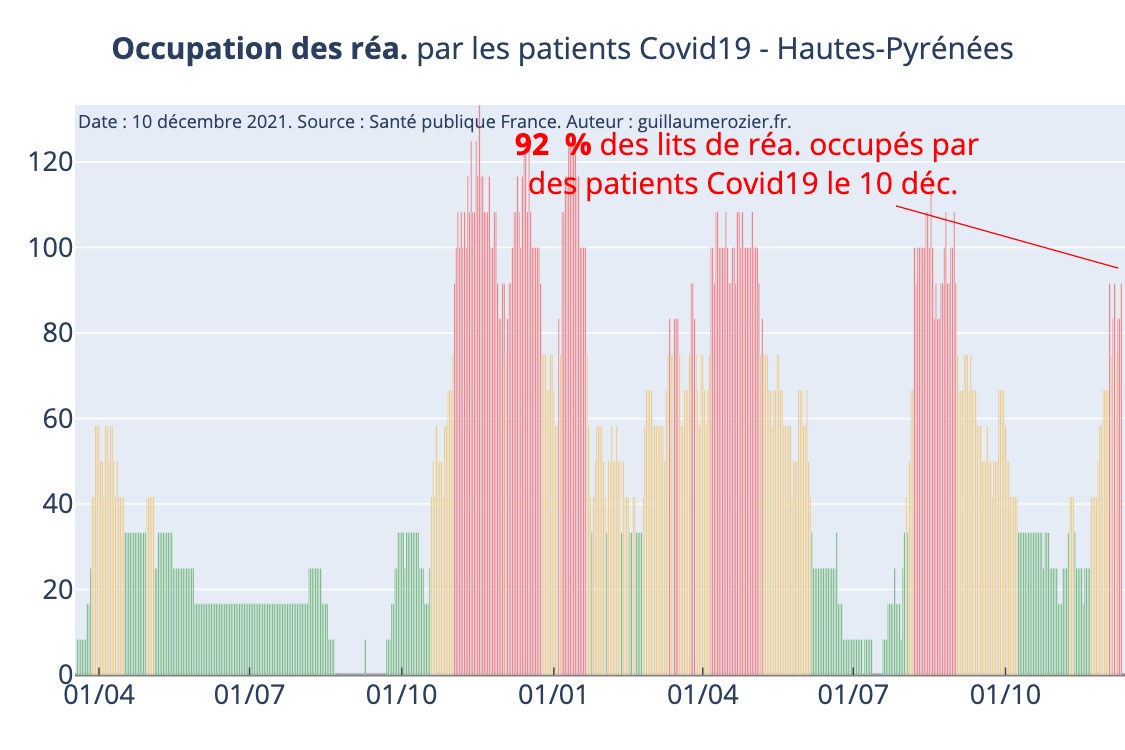 Occupation des réa. par les patients Covid19 - Hautes-Pyrénées
Date : 10 décembre 2021. Source : Santé publique France. Auteur : guillaumerozier.fr.
92  % des lits de réa. occupés par
des patients Covid19 le 10 déc.
120
100
80
60
40
20
0
01/04 01/07 01/10 01/01 01/04 01/07 01/10